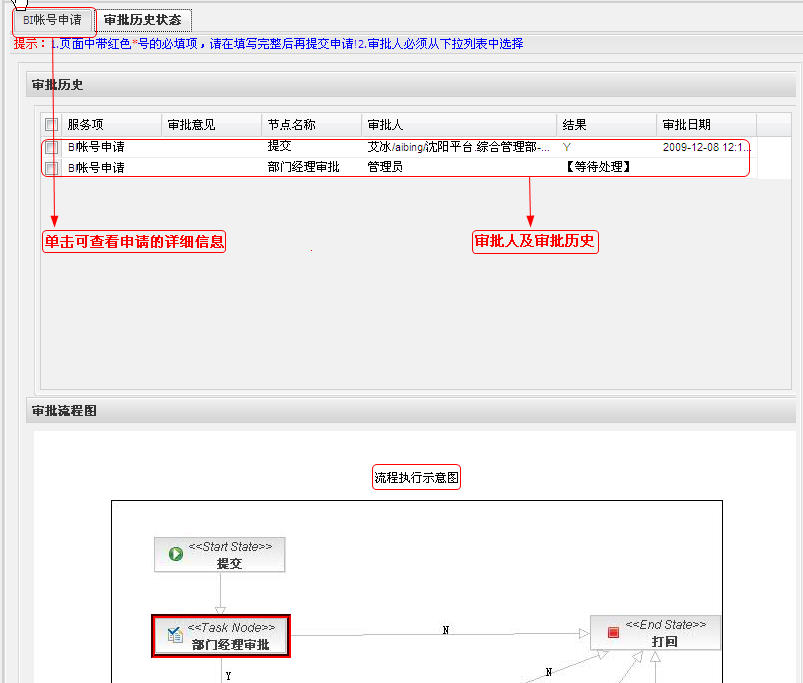 BI帐号申请 审批历史状态
提示：1.页面中带红色*号的必填项，请在填写完整后再提交申请!2.审批人必须从下拉列表中选择
审批历史
服务项 审批意见 节点名称 审批人 结果 审批日期
BI帐号申请 提交 艾冰/aibing/沈阳平台 综合管理部-... Y 2009-12-08 12:1...
BI帐号申请 部门经理审批 管理员 【等待处理】
单击可查看申请的详细信息 审批人及审批历史
审批流程图
流程执行示意图
<<Start State>>
提交
<<Task Node>>
部门经理审批
N
<<End State>>
打回
Y
N